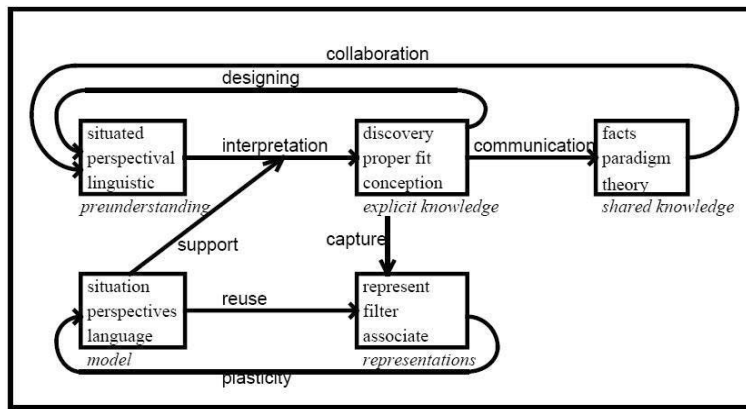 collaboration
designing
situated
perspectival
linguistic
preunderstanding
interpretation
discovery
proper fit
conception
explicit knowledge
communication
facts
paradigm
theory
shared knowledge
support
capture
situation
perspectives
language
model
reuse
represent
filter
associate
representations
plasticity